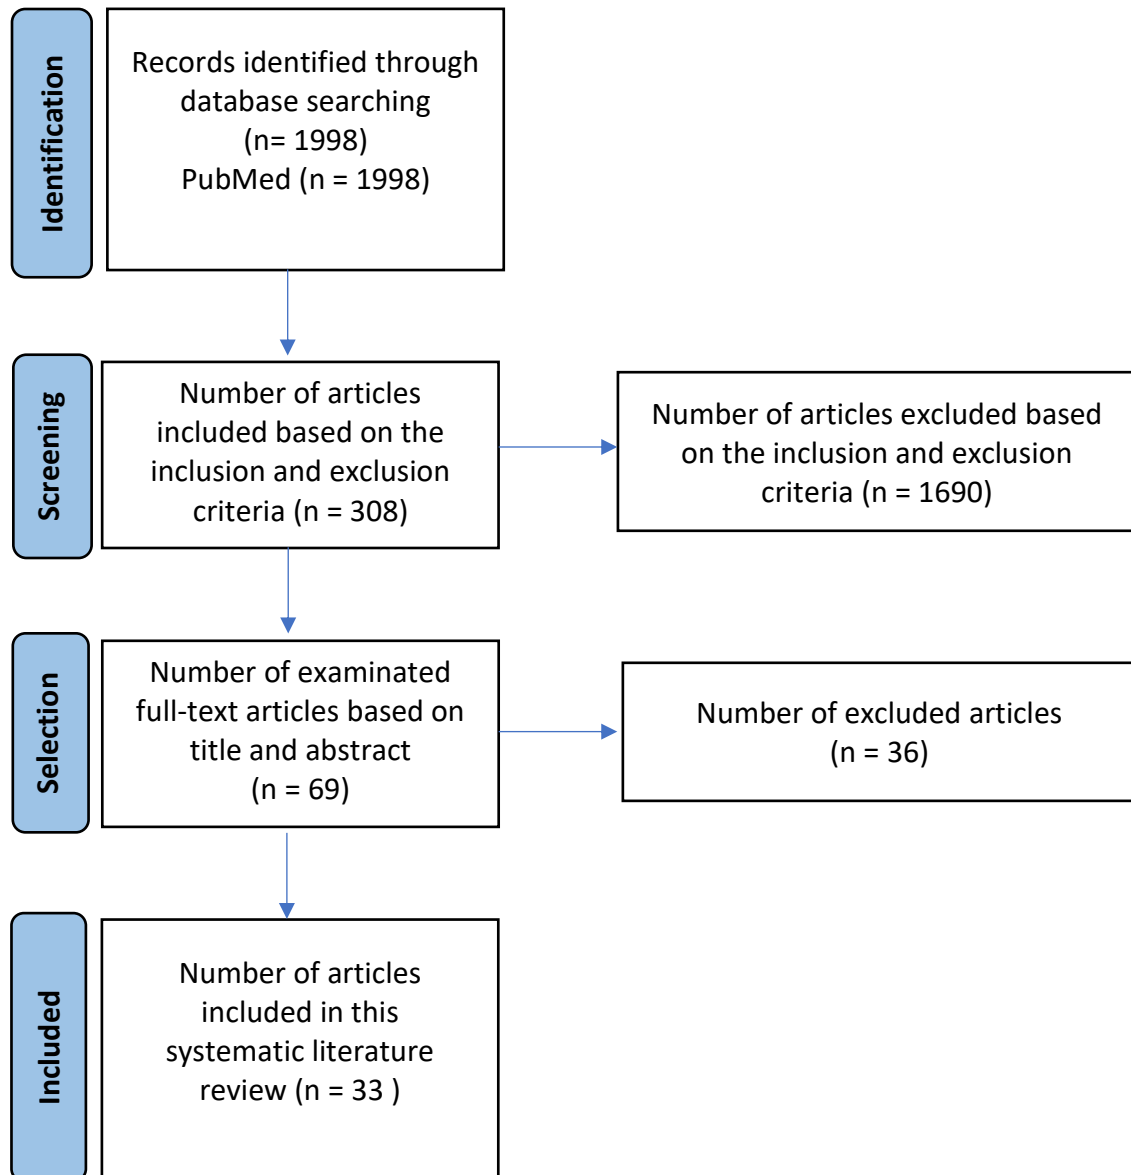 Identification
Records identified through
database searching
(n= 1998)
PubMed (n = 1998)
Screening
Number of articles
included based on the
inclusion and exclusion
criteria (n = 308)
Number of articles excluded based
on the inclusion and exclusion
criteria (n = 1690)
Selection
Number of examinated
full-text articles based on
title and abstract
(n = 69)
Number of excluded articles
(n = 36)
Included
Number of articles
included in this
systematic literature
review (n = 33 )